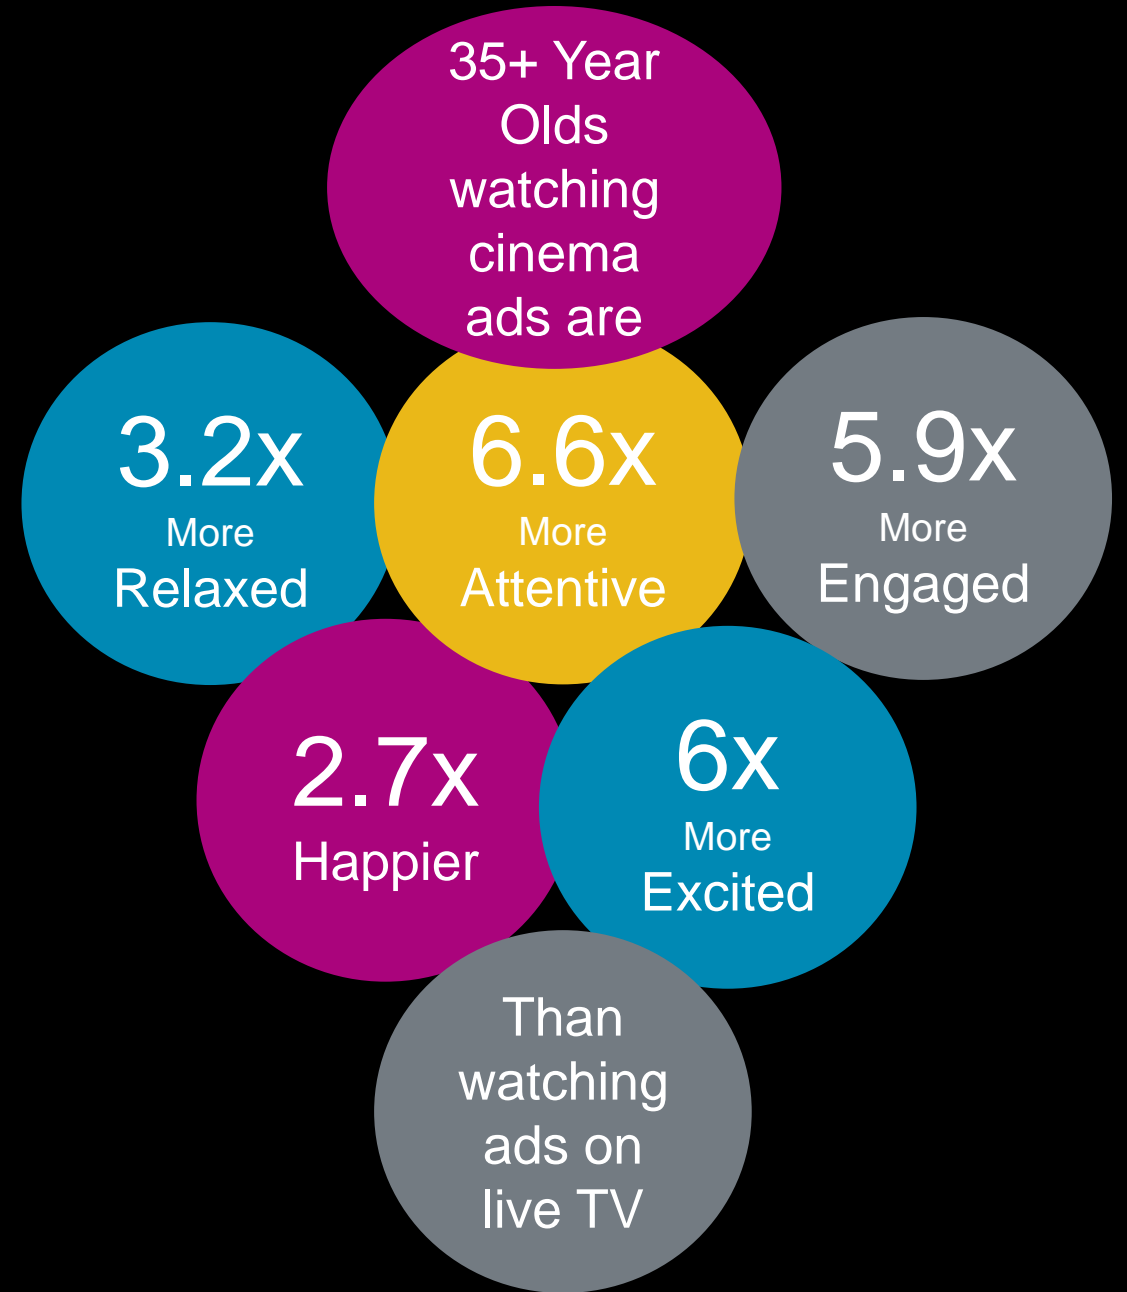 35+ Year
Olds
watching
cinema
ads are
3.2x
More
Relaxed
6.6x
More
Attentive
5.9x
More
Engaged
2.7x
Happier
6x
More
Excited
Than
watching
ads on
live TV